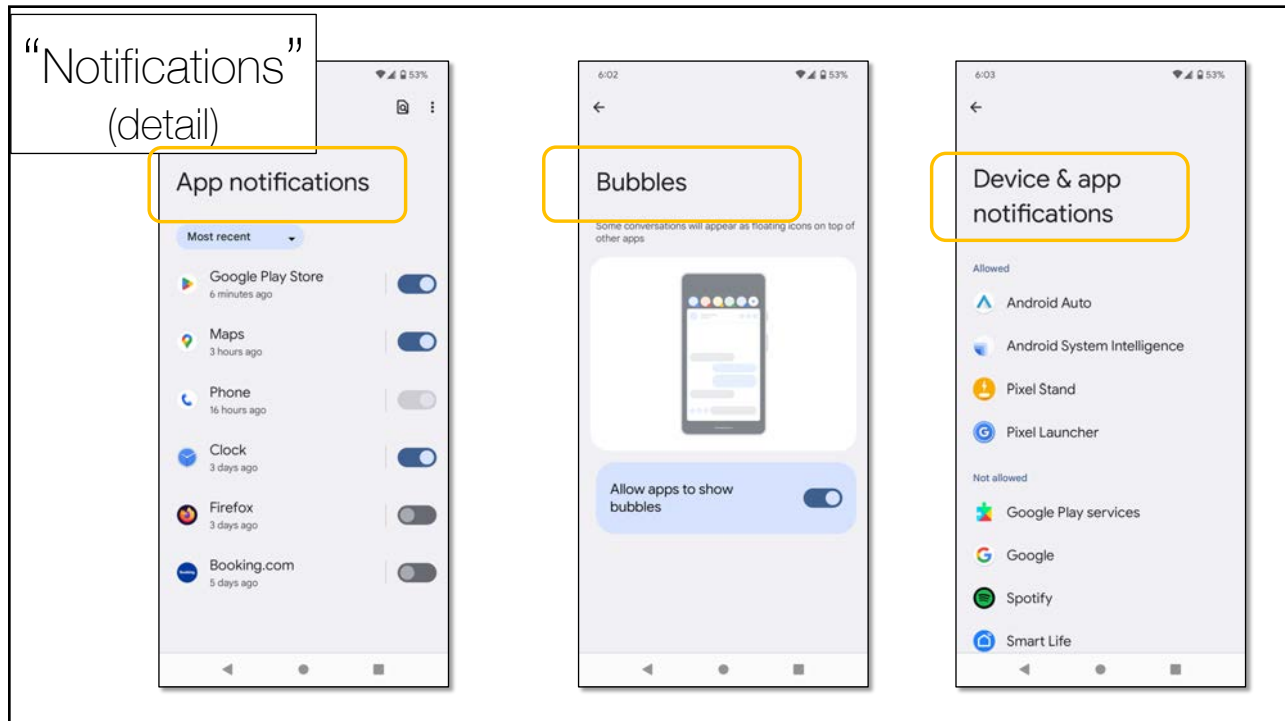 “Notifications”
(detail)
53%
App notifications
Most recent
Google Play Store
6 minutes ago
Maps
3 hours ago
Phone
16 hours ago
Clock
3 days ago
Firefox
3 days ago
Booking.com
5 days ago
6:02 53%
Bubbles
Some conversations will appear as floating icons on top of
other apps
Allow apps to show
bubbles
6:03 53%
Device & app
notifications
Allowed
Android Auto
Android System Intelligence
Pixel Stand
Pixel Launcher
Not allowed
Google Play services
Google
Spotify
Smart Life